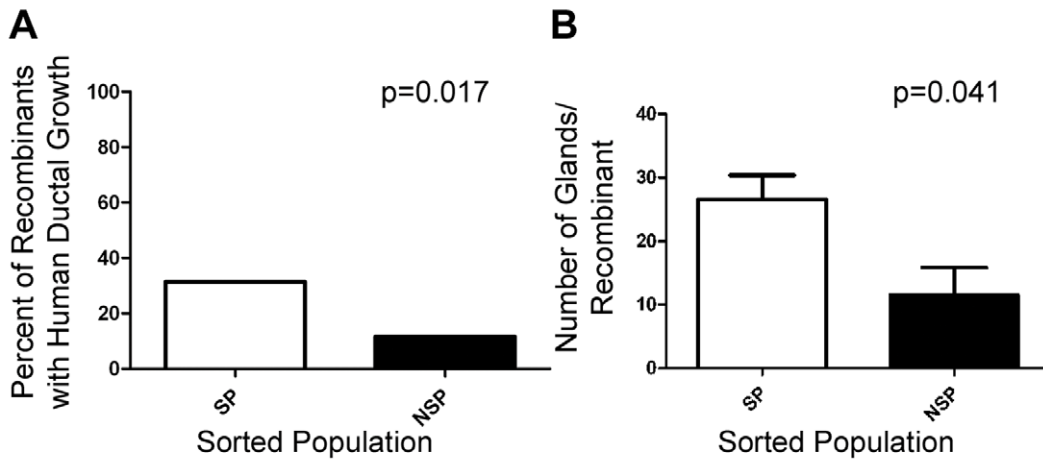 A
Percent of Recombinants
with Human Ductal Growth
100
80
60
40
20
0
p=0.017
SP
NSP
Sorted Population
B
Number of Glands/
Recombinant
40
30
20
10
0
p=0.041
SP
NSP
Sorted Population